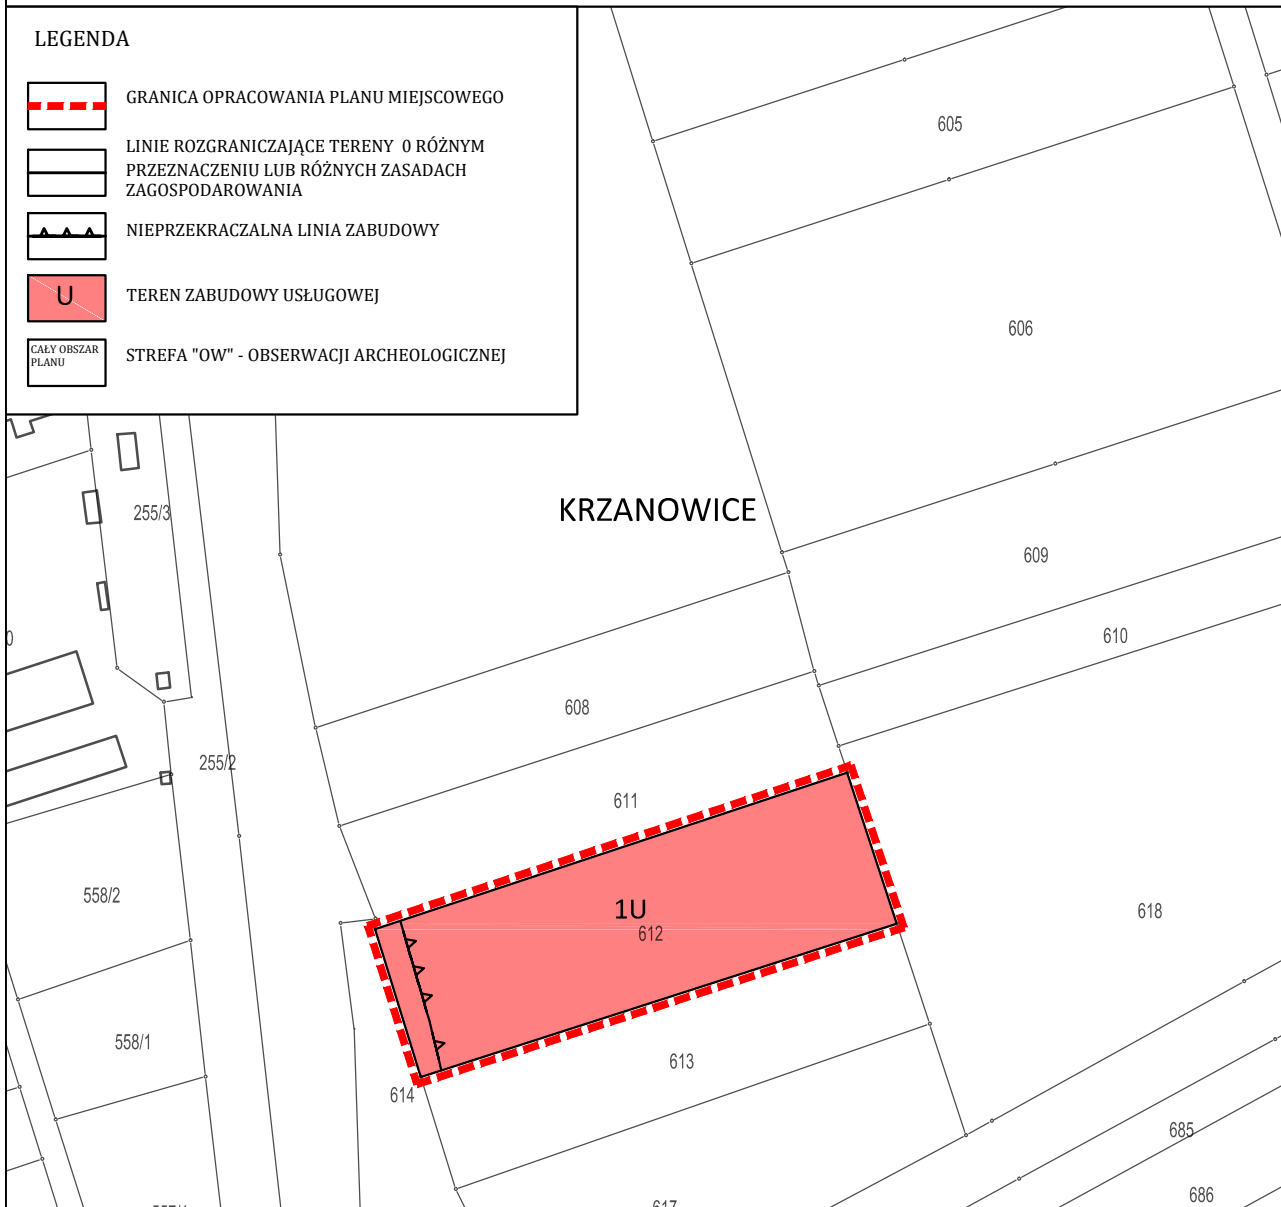 LEGENDA
GRANICA OPRACOWANIA PLANU MIEJSCOWEGO
LINIE ROZGRANICZAJĄCE TERENY 0 RÓŻNYM
PRZEZNACZENIU LUB RÓŻNYCH ZASADACH
ZAGOSPODAROWANIA
NIEPRZEKRACZALNA LINIA ZABUDOWY
U
TEREN ZABUDOWY USŁUGOWEJ
CAŁY OBSZAR
PLANU
STREFA "OW" - OBSERWACJI ARCHEOLOGICZNEJ
605
606
KRZANOWICE
255/3
609
610
608
255/2
611
558/2
1U
612
618
558/1
613
614
685
686